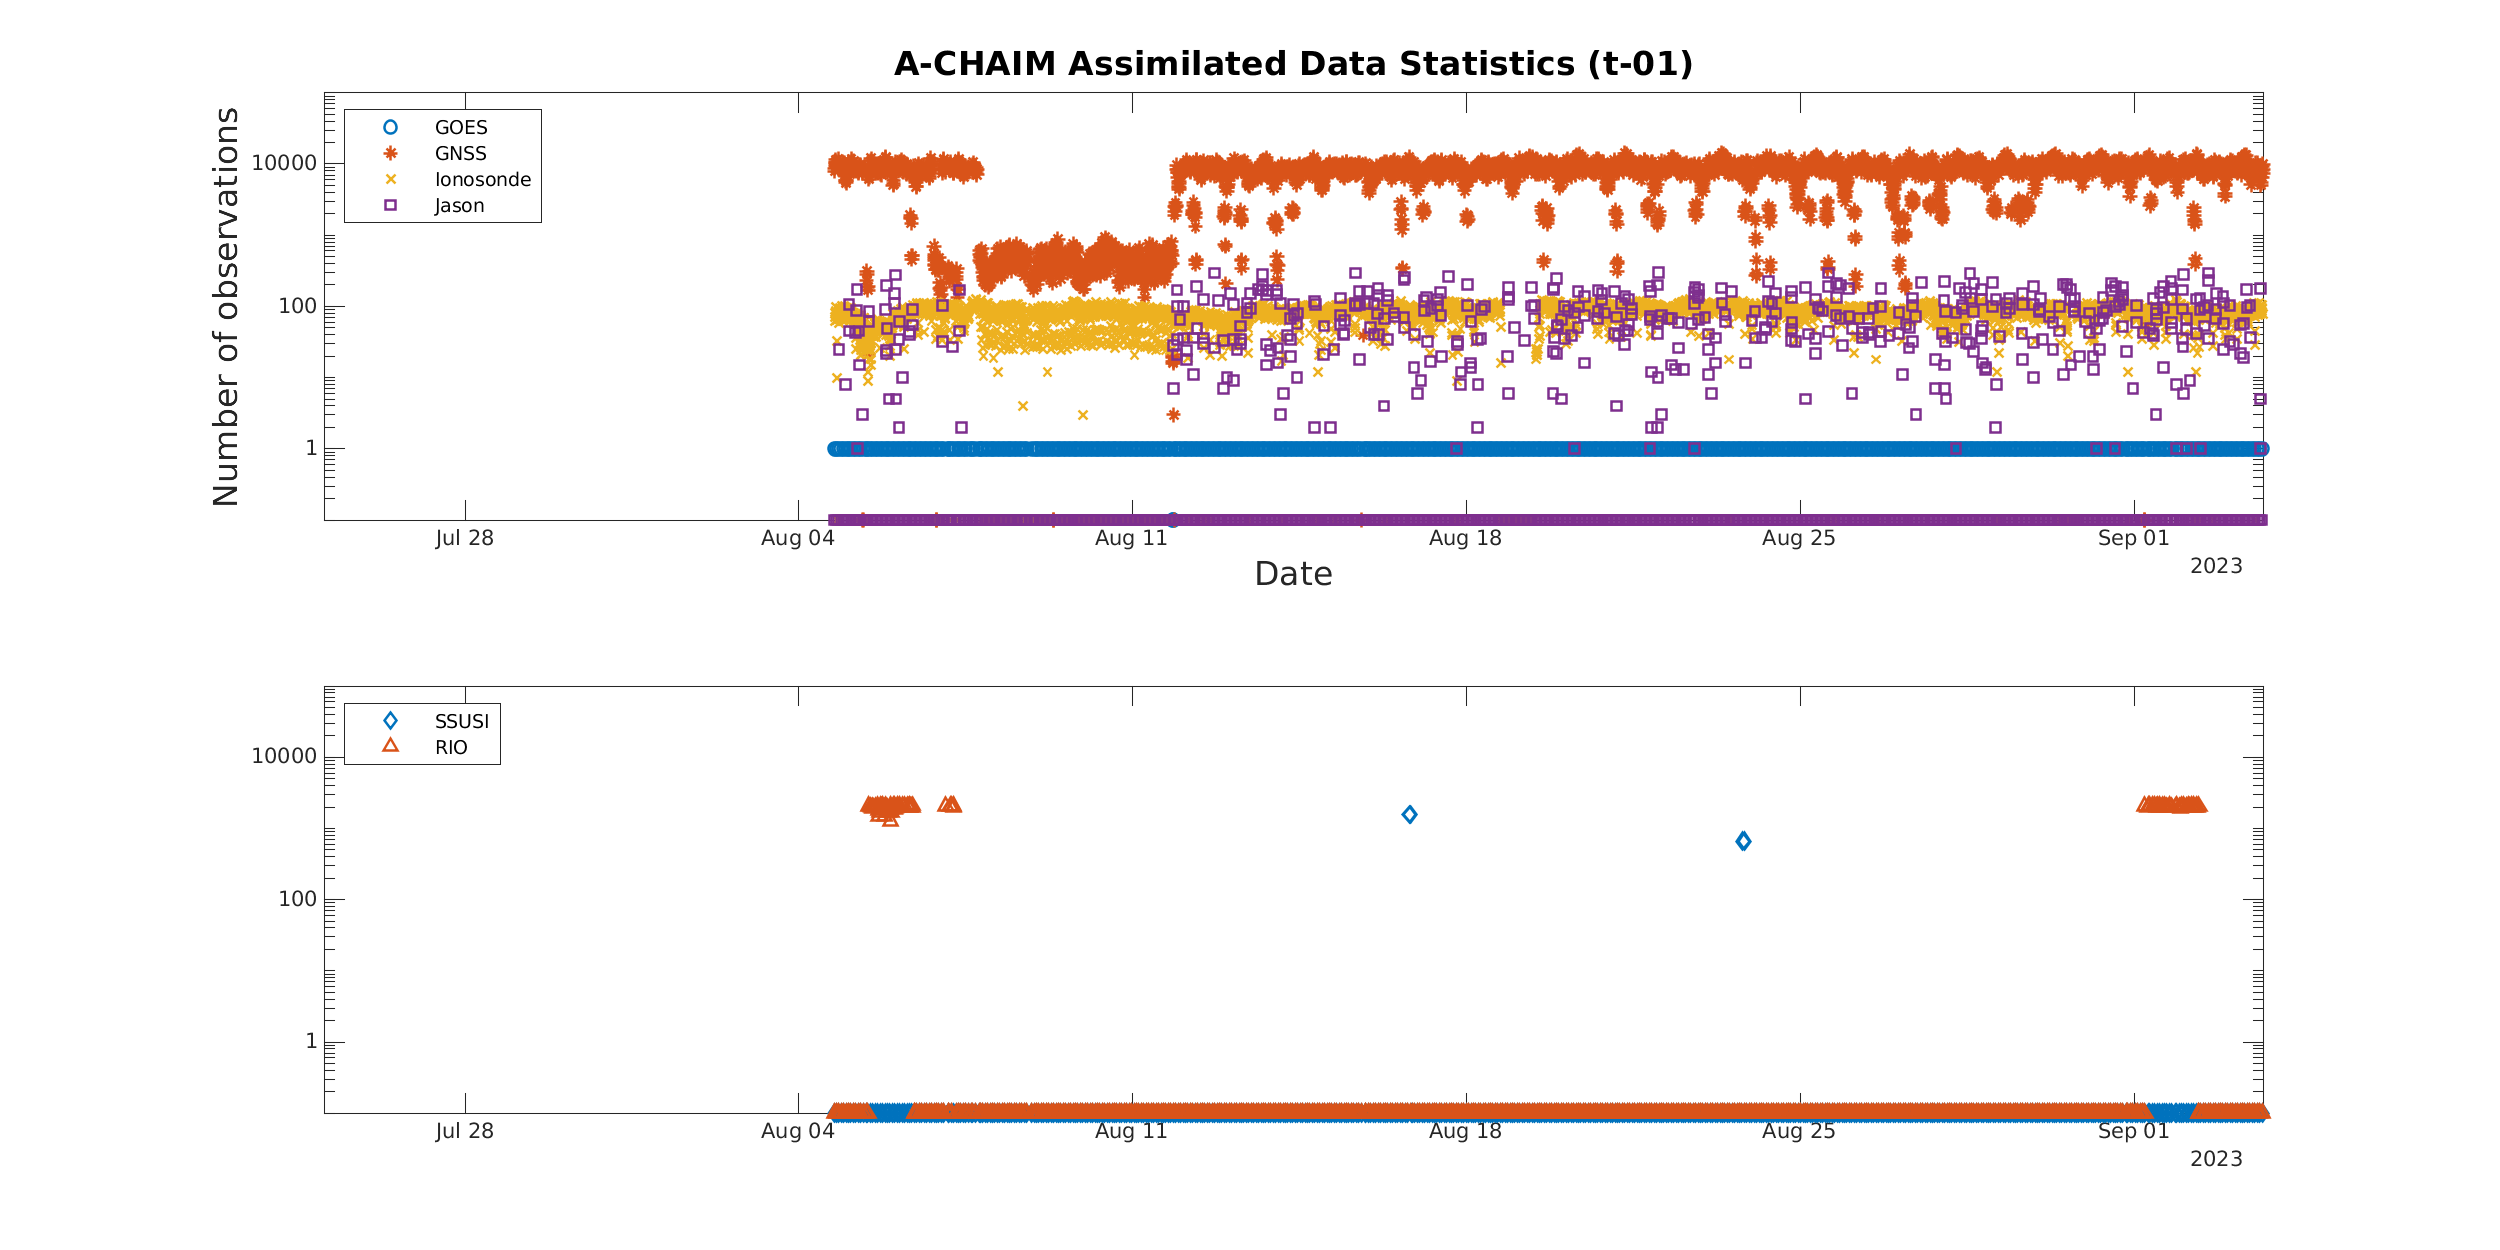 A-CHAIM Assimilated Data Statistics (t-01)
GOES
GNSS
Ionosonde
Jason
Number of observations
10000
100
1
Jul 28
Aug 04
Aug 11
Aug 18
Aug 25
Sep 01
2023
Date
SSUSI
RIO
10000
100
1
Jul 28
Aug 04
Aug 11
Aug 18
Aug 25
Sep 01
2023